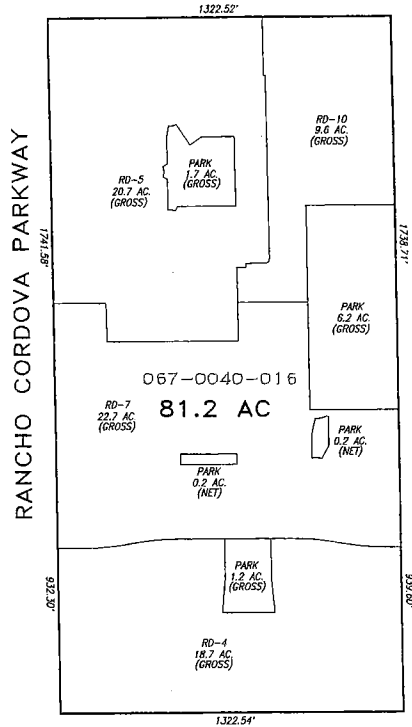 1322.52'
RD-10
9.6 AC.
(GROSS)
PARK
1.7 AC.
(GROSS)
RD-5
20.7 AC.
(GROSS)
RANCHO CORDOVA PARKWAY
1741.58'
1738.71'
PARK
6.2 AC.
(GROSS)
067-0040-016
81.2 AC
RD-7
22.7 AC.
(GROSS)
PARK
0.2 AC.
(NET)
PARK
0.2 AC.
(NET)
PARK
1.2 AC.
(GROSS)
932.30'
939.60'
RD-4
18.7 AC.
(GROSS)
1322.54'